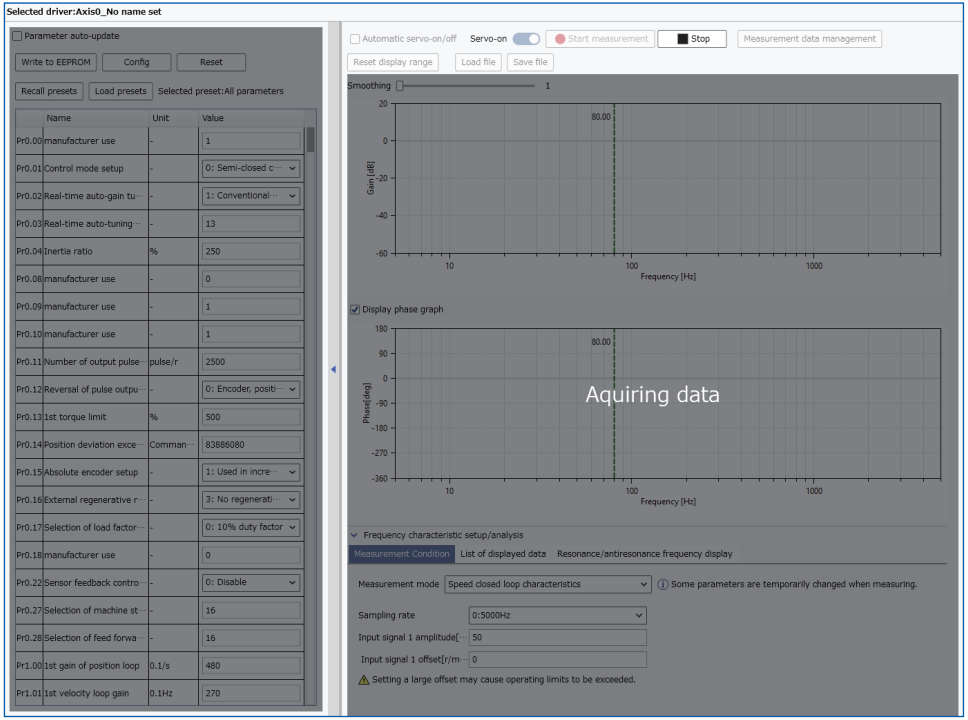 Selected driver:Axis0_No name set
Parameter auto-update
Write to EEPROM Config Reset
Recall presets Load presets Selected preset:All parameters
Name Unit Value
Pr0.00 manufacturer use - 1
Pr0.01 Control mode setup - 0: Semi-closed c···
Pr0.02 Real-time auto-gain tu··· - 1: Conventional···
Pr0.03 Real-time auto-tuning··· - 13
Pr0.04 Inertia ratio % 250
Pr0.08 manufacturer use - 0
Pr0.09 manufacturer use - 1
Pr0.10 manufacturer use - 1
Pr0.11 Number of output pulse··· pulse/r 2500
Pr0.12 Reversal of pulse outpu··· - 0: Encoder, positi···
Pr0.13 1st torque limit % 500
Pr0.14 Position deviation exce··· Comman··· 83886080
Pr0.15 Absolute encoder setup - 1: Used in incre···
Pr0.16 External regenerative r··· - 3: No regenerati···
Pr0.17 Selection of load factor··· - 0: 10% duty factor
Pr0.18 manufacturer use - 0
Pr0.22 Sensor feedback contro··· - 0: Disable
Pr0.27 Selection of machine st··· - 16
Pr0.28 Selection of feed forwa··· - 16
Pr1.00 1st gain of position loop 0.1/s 480
Pr1.01 1st velocity loop gain 0.1Hz 270
Automatic servo-on/off Servo-on Start measurement Stop Measurement data management
Reset display range Load file Save file
Smoothing 1
20
0
-20
-40
-60
Gain [dB]
80.00
10 100 1000
Frequency [Hz]
Display phase graph
180
90
0
-90
-180
-270
-360
Phase[deg]
80.00
Aquiring data
10 100 1000
Frequency [Hz]
Frequency characteristic setup/analysis
Measurement Condition List of displayed data Resonance/antiresonance frequency display
Measurement mode Speed closed loop characteristics Some parameters are temporarily changed when measuring.
Sampling rate 0:5000Hz
Input signal 1 amplitude[··· 50
Input signal 1 offset[r/m··· 0
Setting a large offset may cause operating limits to be exceeded.